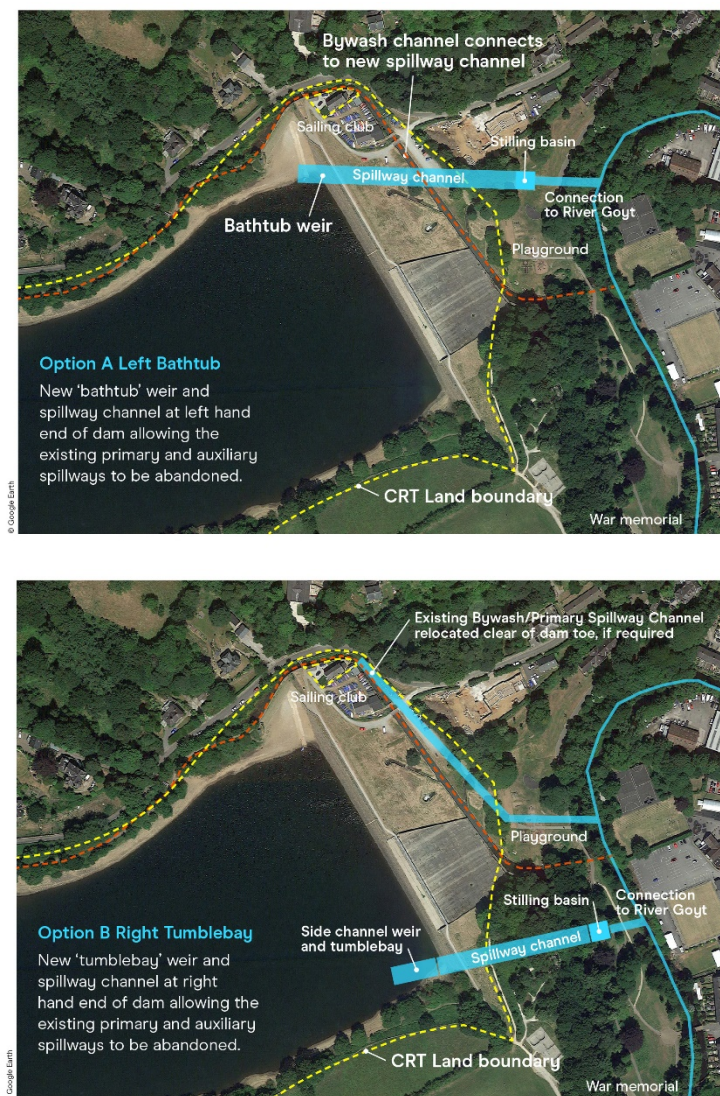 Bywash channel connects
to new spillway channel
Sailing club
Stilling basin
Spillway channel
Connection
to River Goyt
Bathtub weir
Playground
Option A Left Bathtub
New ‘bathtub’ weir and
spillway channel at left hand
end of dam allowing the
existing primary and auxiliary
spillways to be abandoned.
CRT Land boundary
War memorial
© Google Earth
Existing Bywash/Primary Spillway Channel
relocated clear of dam toe, if required
Sailing club
Playground
Stilling basin
Connection
to River Goyt
Side channel weir
and tumblebay
Spillway channel
Option B Right Tumblebay
New ‘tumblebay’ weir and
spillway channel at right
hand end of dam allowing the
existing primary and auxiliary
spillways to be abandoned.
CRT Land boundary
War memorial
Google Earth